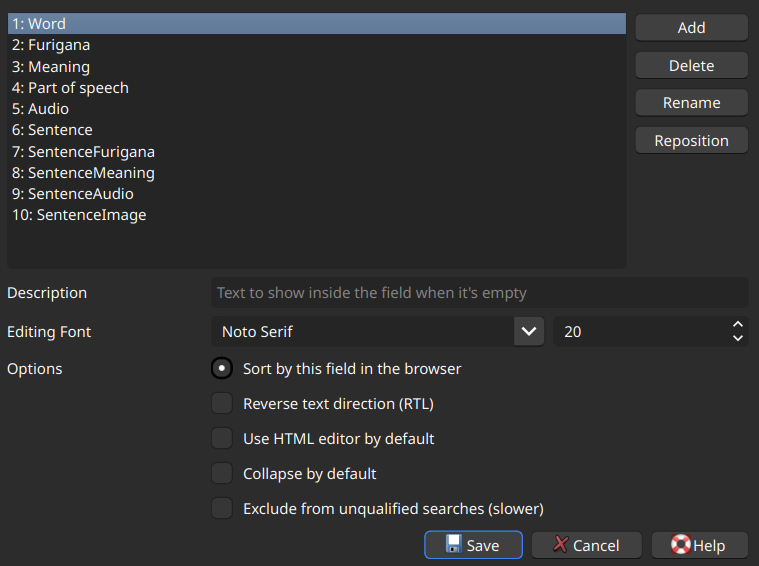 1: Word
2: Furigana
3: Meaning
4: Part of speech
5: Audio
6: Sentence
7: SentenceFurigana
8: SentenceMeaning
9: SentenceAudio
10: SentenceImage
Add
Delete
Rename
Reposition
Description Text to show inside the field when it's empty
Editing Font Noto Serif 20
Options Sort by this field in the browser
Reverse text direction (RTL)
Use HTML editor by default
Collapse by default
Exclude from unqualified searches (slower)
Save Cancel Help